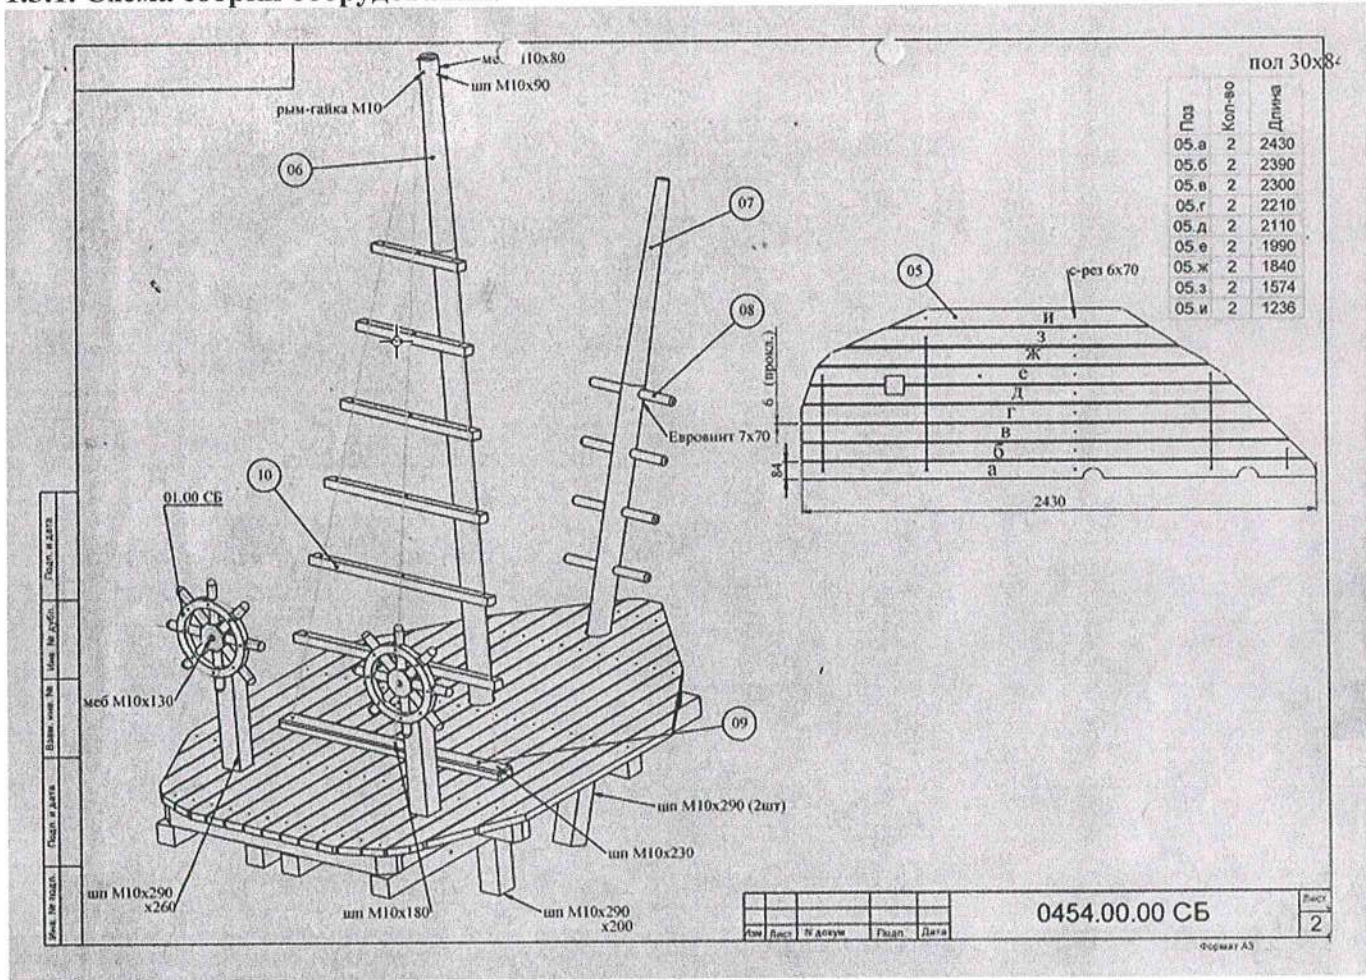 1.3.1. Схема сборки
рым-гайка М10
шп М10х90
06
07
08
Евровинт 7х70
10
01.00 СБ
меб М10х130
09
шп М10х290 (2шт)
шп М10х230
шп М10х290
х260
шп М10х180
шп М10х290
х200
пол 30х84
Поз Кол-во Длина
05.а 2 2430
05.б 2 2390
05.в 2 2300
05.г 2 2210
05.д 2 2110
05.е 2 1990
05.ж 2 1840
05.з 2 1574
05.и 2 1236
05
с-рез 6х70
и
з
ж
е
д
г
в
б
а
6 (прокл.)
84
2430
Подп. и дата
Инв. № дубл.
Взам. инв. №
Подп. и дата
Инв. № подл.
Изм Лист N докум Подп. Дата
0454.00.00 СБ
Лист
2
Формат А3